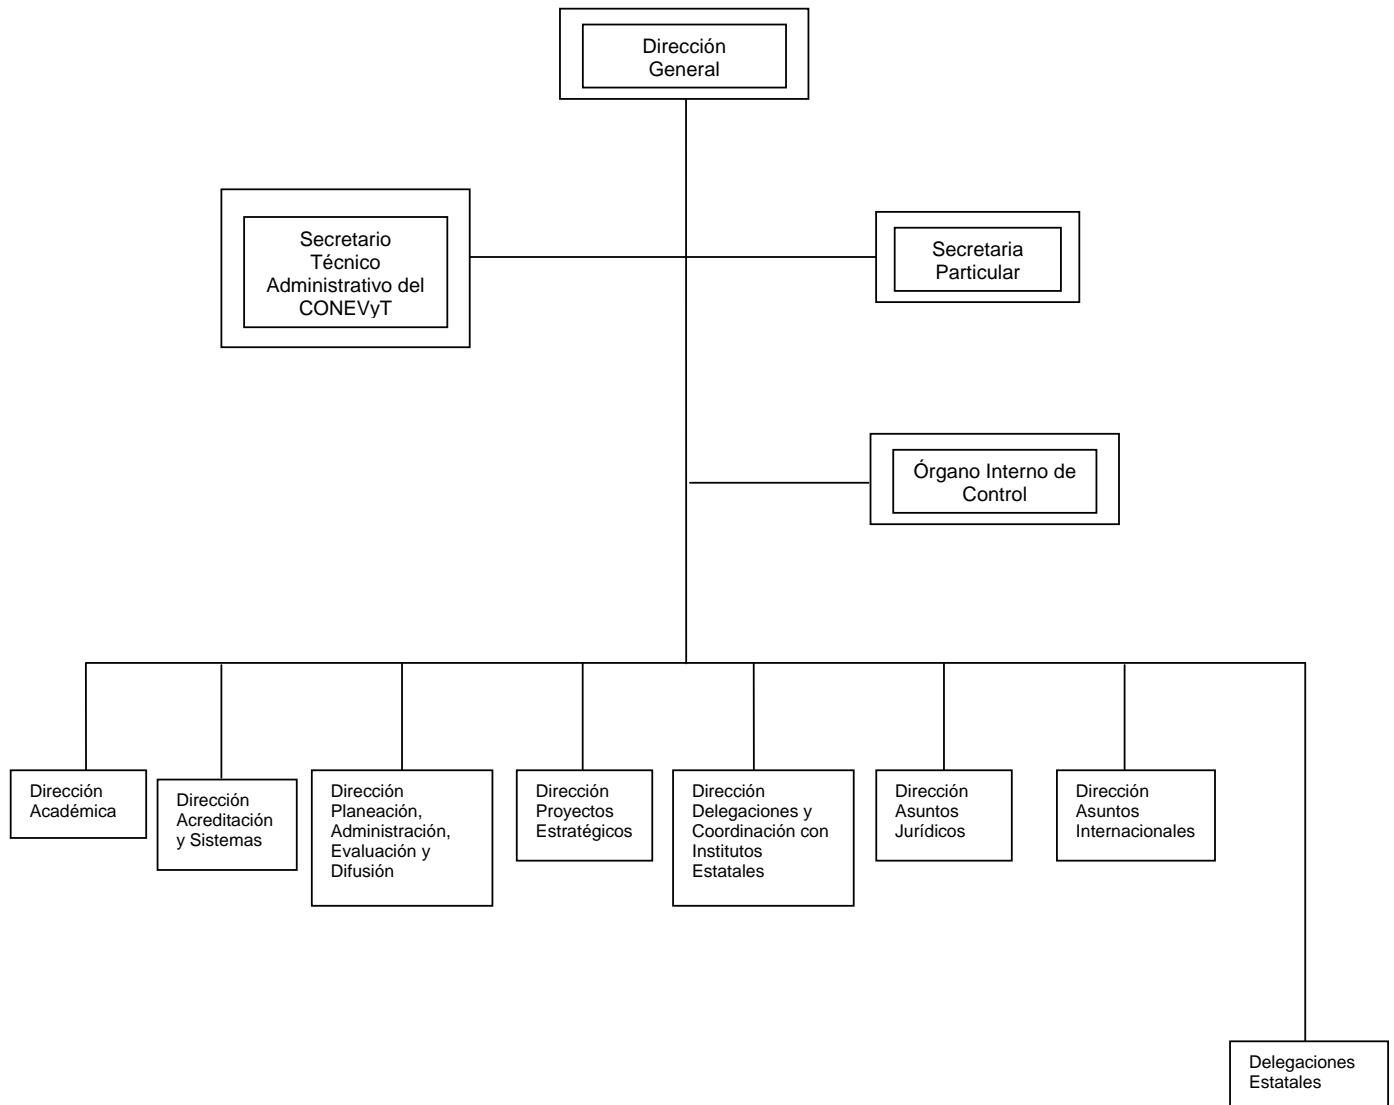 Dirección
General
Secretario
Técnico
Administrativo del
CONEVyT
Secretaria
Particular
Órgano Interno de
Control
Dirección
Académica
Dirección
Acreditación
y Sistemas
Dirección
Planeación,
Administración,
Evaluación y
Difusión
Dirección
Proyectos
Estratégicos
Dirección
Delegaciones y
Coordinación con
Institutos
Estatales
Dirección
Asuntos
Jurídicos
Dirección
Asuntos
Internacionales
Delegaciones
Estatales